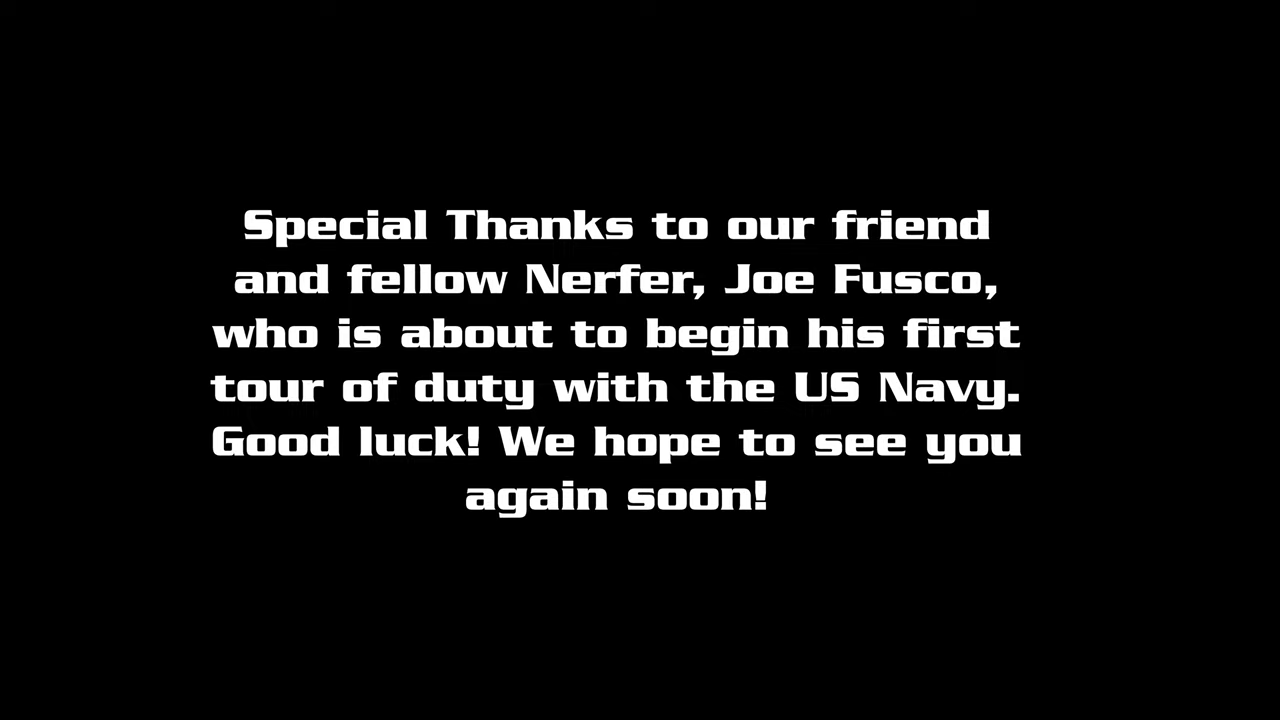 Special Thanks to our friend
and fellow Nerfer, Joe Fusco,
who is about to begin his first
tour of duty with the US Navy.
Good luck! We hope to see you
again soon!